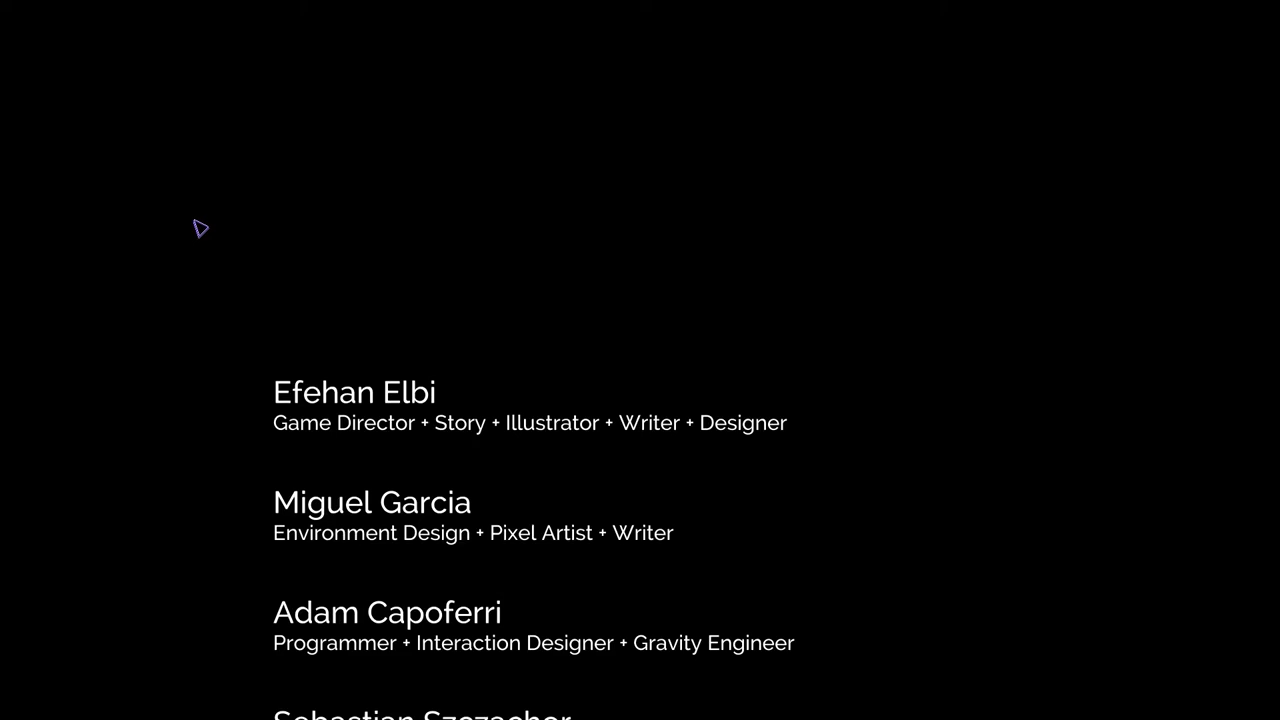 Efehan Elbi
Game Director + Story + Illustrator + Writer + Designer
Miguel Garcia
Environment Design + Pixel Artist + Writer
Adam Capoferri
Programmer + Interaction Designer + Gravity Engineer
Sebastian